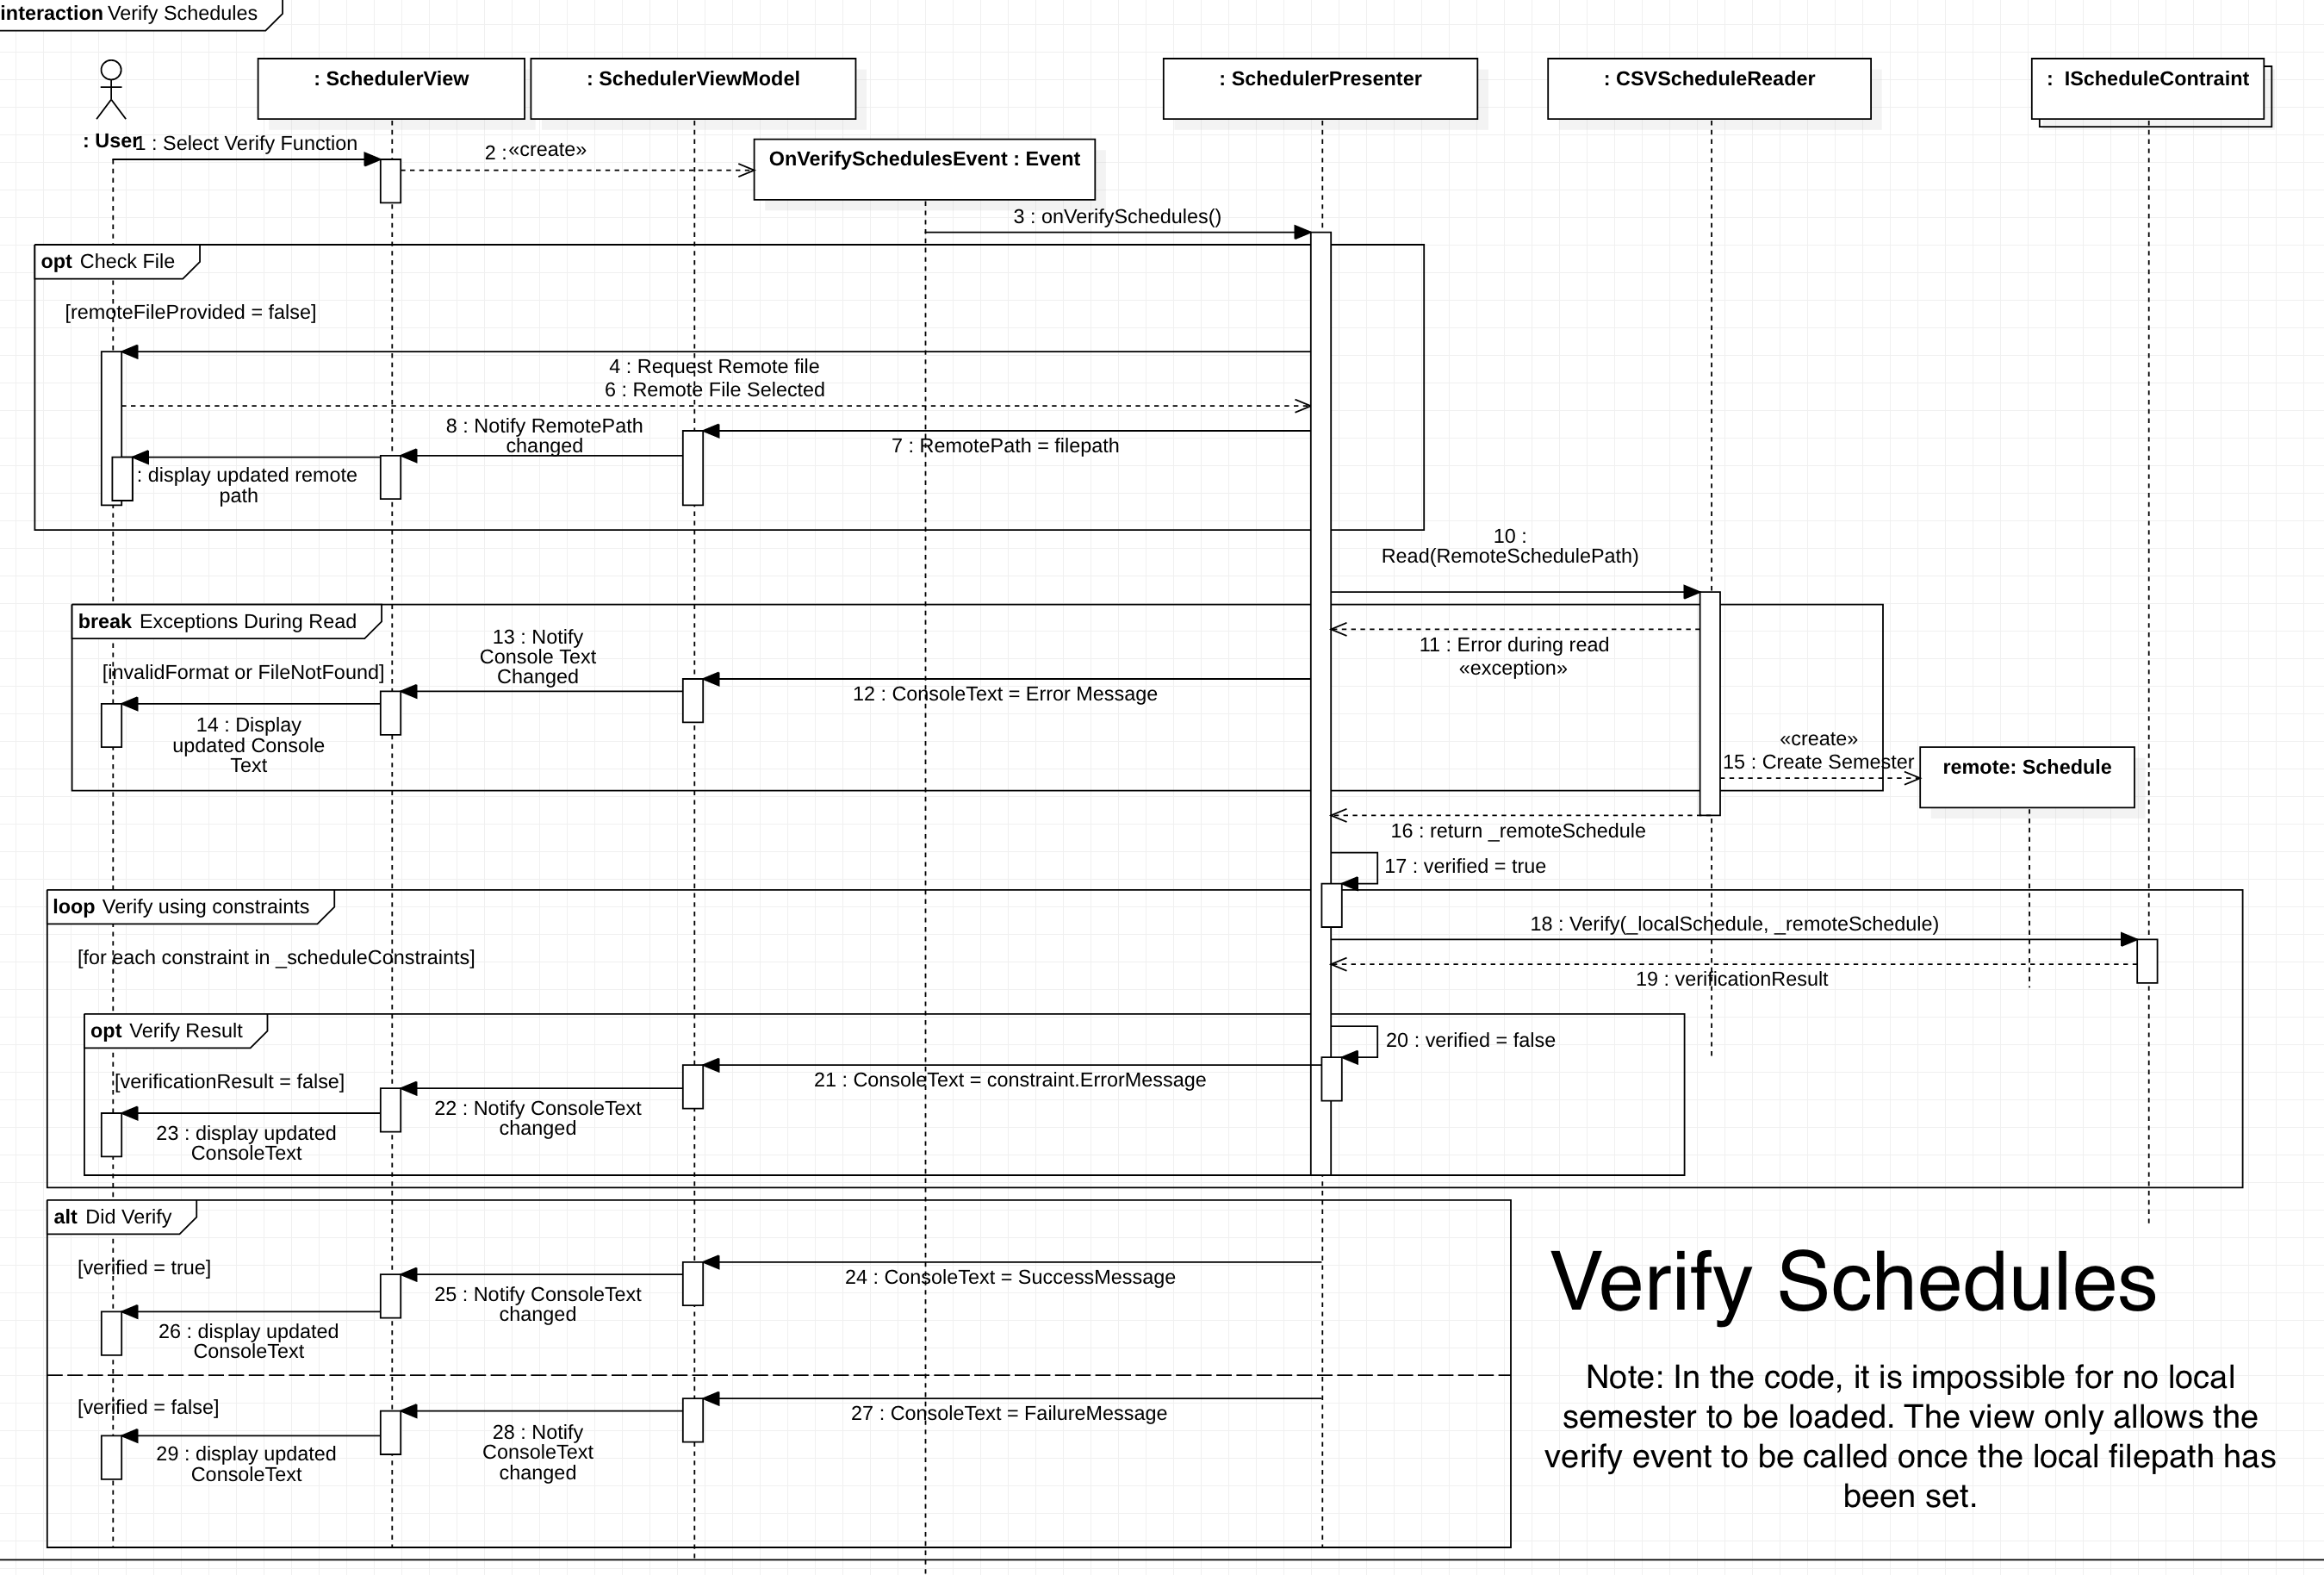 interaction Verify Schedules
: SchedulerView
: SchedulerViewModel
: SchedulerPresenter
: CSVScheduleReader
: IScheduleContraint
: User
1 : Select Verify Function
2 : «create»
OnVerifySchedulesEvent : Event
3 : onVerifySchedules()
opt Check File
[remoteFileProvided = false]
4 : Request Remote file
6 : Remote File Selected
8 : Notify RemotePath
changed
7 : RemotePath = filepath
: display updated remote
path
10 :
Read(RemoteSchedulePath)
break Exceptions During Read
[invalidFormat or FileNotFound]
13 : Notify
Console Text
Changed
11 : Error during read
«exception»
12 : ConsoleText = Error Message
14 : Display
updated Console
Text
«create»
15 : Create Semester
remote: Schedule
16 : return _remoteSchedule
17 : verified = true
loop Verify using constraints
[for each constraint in _scheduleConstraints]
18 : Verify(_localSchedule, _remoteSchedule)
19 : verificationResult
opt Verify Result
20 : verified = false
[verificationResult = false]
21 : ConsoleText = constraint.ErrorMessage
22 : Notify ConsoleText
changed
23 : display updated
ConsoleText
alt Did Verify
[verified = true]
24 : ConsoleText = SuccessMessage
25 : Notify ConsoleText
changed
26 : display updated
ConsoleText
[verified = false]
27 : ConsoleText = FailureMessage
28 : Notify
ConsoleText
changed
29 : display updated
ConsoleText
Verify Schedules
Note: In the code, it is impossible for no local
semester to be loaded. The view only allows the
verify event to be called once the local filepath has
been set.